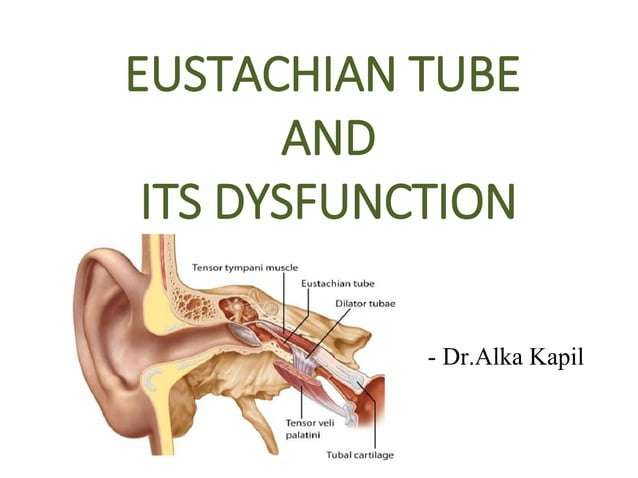 EUSTACHIAN TUBE
AND
ITS DYSFUNCTION
Tensor tympani muscle
Eustachian tube
Dilator tubae
- Dr.Alka Kapil
Tensor veli
palatini
Tubal cartilage